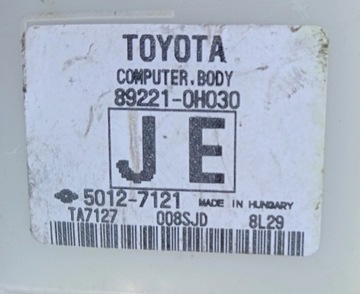 TOYOTA
COMPUTER.BODY
89221-0H030
JE
5012-7121 MADE IN HUNGARY
TA7127 008SJD 8L29